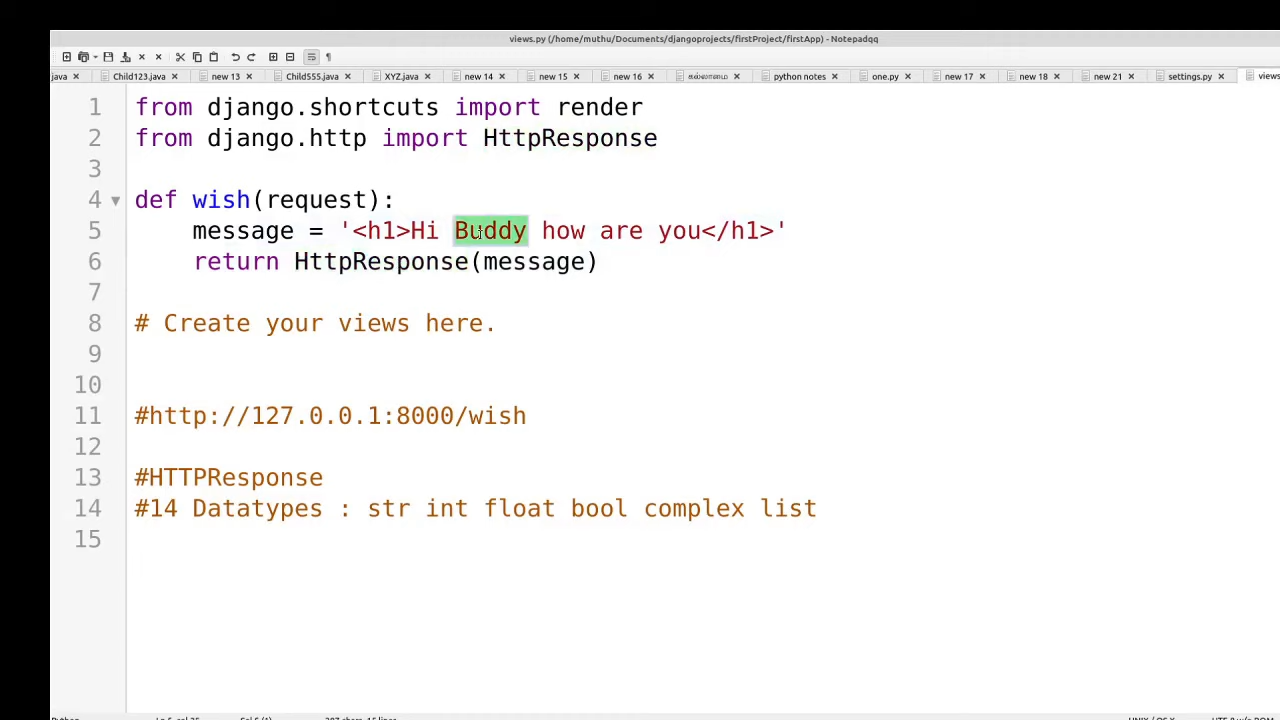 views.py (/home/muthu/Documents/djangoprojects/firstProject/firstApp) - Notepadqq
java Child123.java new 13 Child555.java XYZ.java new 14 new 15 new 16 python notes one.py new 17 new 18 new 21 settings.py views
1 from django.shortcuts import render
2 from django.http import HttpResponse
3
4 def wish(request):
5 message = '<h1>Hi Buddy how are you</h1>'
6 return HttpResponse(message)
7
8 # Create your views here.
9
10
11 #http://127.0.0.1:8000/wish
12
13 #HTTPResponse
14 #14 Datatypes : str int float bool complex list
15